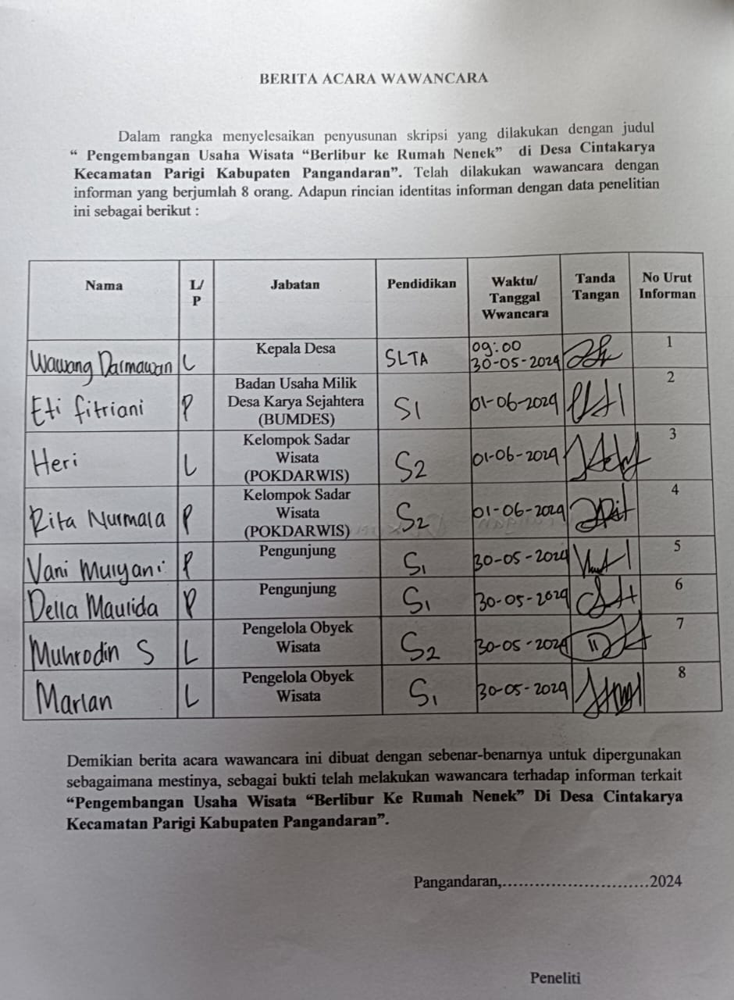 BERITA ACARA WAWANCARA
Dalam rangka menyelesaikan penyusunan skripsi yang dilakukan dengan judul
“ Pengembangan Usaha Wisata “Berlibur ke Rumah Nenek” di Desa Cintakarya
Kecamatan Parigi Kabupaten Pangandaran”. Telah dilakukan wawancara dengan
informan yang berjumlah 8 orang. Adapun rincian identitas informan dengan data penelitian
ini sebagai berikut :
Nama L/ P Jabatan Pendidikan Waktu/ Tanggal Wwancara Tanda Tangan No Urut Informan
Wawang Darmawan L Kepala Desa SLTA 09:00 30-05-2024 1
Eti fitriani P Badan Usaha Milik Desa Karya Sejahtera (BUMDES) S1 01-06-2024 2
Heri L Kelompok Sadar Wisata (POKDARWIS) S2 01-06-2024 3
Rita Nurmala P Kelompok Sadar Wisata (POKDARWIS) S2 01-06-2024 4
Vani Muryani P Pengunjung S1 30-05-2024 5
Della Maulida P Pengunjung S1 30-05-2024 6
Muhrodin S L Pengelola Obyek Wisata S2 30-05-2024 7
Marlan L Pengelola Obyek Wisata S1 30-05-2024 8
Demikian berita acara wawancara ini dibuat dengan sebenar-benarnya untuk dipergunakan
sebagaimana mestinya, sebagai bukti telah melakukan wawancara terhadap informan terkait
“Pengembangan Usaha Wisata “Berlibur Ke Rumah Nenek” Di Desa Cintakarya
Kecamatan Parigi Kabupaten Pangandaran”.
Pangandaran,...........................2024
Peneliti